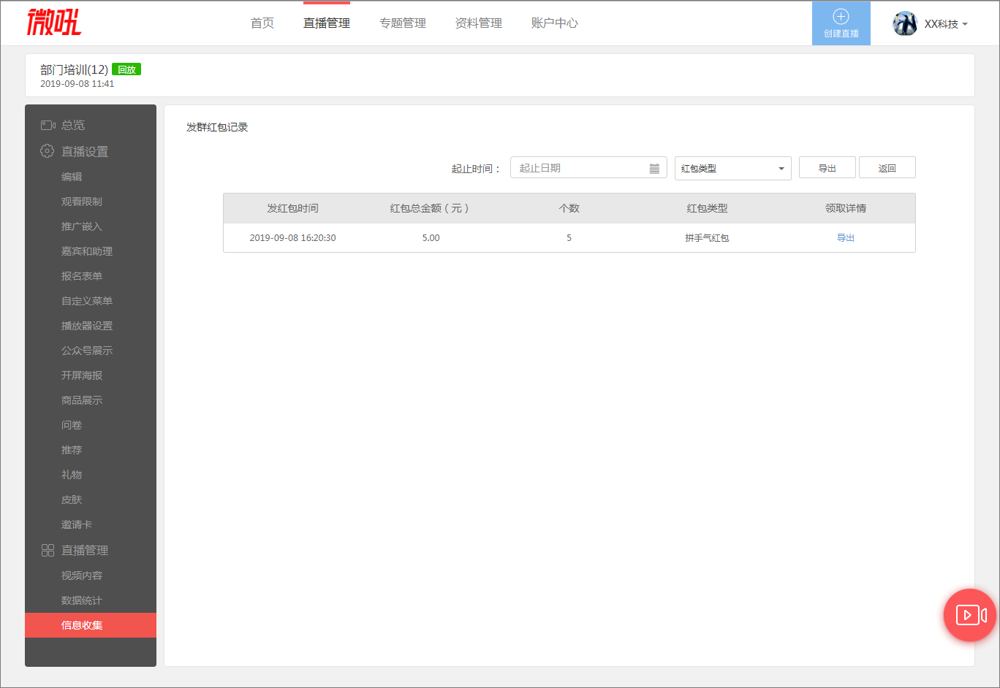 微吼
首页 直播管理 专题管理 资料管理 账户中心
创建直播
XX科技
部门培训(12) 回放
2019-09-08 11:41
总览
直播设置
编辑
观看限制
推广嵌入
嘉宾和助理
报名表单
自定义菜单
播放器设置
公众号展示
开屏海报
商品展示
问卷
推荐
礼物
皮肤
邀请卡
直播管理
视频内容
数据统计
信息收集
发群红包记录
起止时间： 起止日期 红包类型 导出 返回
发红包时间 红包总金额（元） 个数 红包类型 领取详情
2019-09-08 16:20:30 5.00 5 拼手气红包 导出